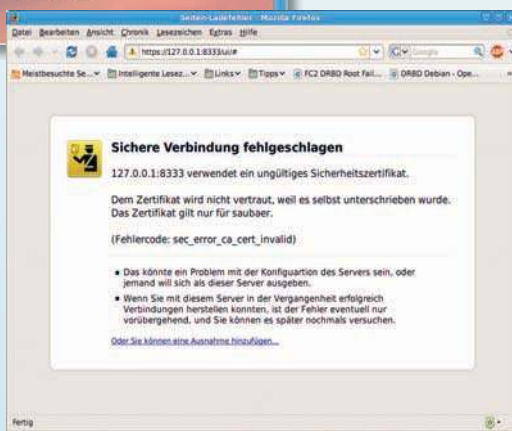 Seiten-Ladefehler - Mozilla Firefox
Datei Bearbeiten Ansicht Chronik Lesezeichen Extras Hilfe
https://127.0.0.1:8333/ui/#
Google
Meistbesuchte Se... Intelligente Lesez... Links Tipps FC2 DRBD Root Fail... DRBD Debian - Ope...
Sichere Verbindung fehlgeschlagen
127.0.0.1:8333 verwendet ein ungültiges Sicherheitszertifikat.
Dem Zertifikat wird nicht vertraut, weil es selbst unterschrieben wurde.
Das Zertifikat gilt nur für saubaer.
(Fehlercode: sec_error_ca_cert_invalid)
Das könnte ein Problem mit der Konfiguartion des Servers sein, oder
jemand will sich als dieser Server ausgeben.
Wenn Sie mit diesem Server in der Vergangenheit erfolgreich
Verbindungen herstellen konnten, ist der Fehler eventuell nur
vorübergehend, und Sie können es später nochmals versuchen.
Oder Sie können eine Ausnahme hinzufügen...
Fertig